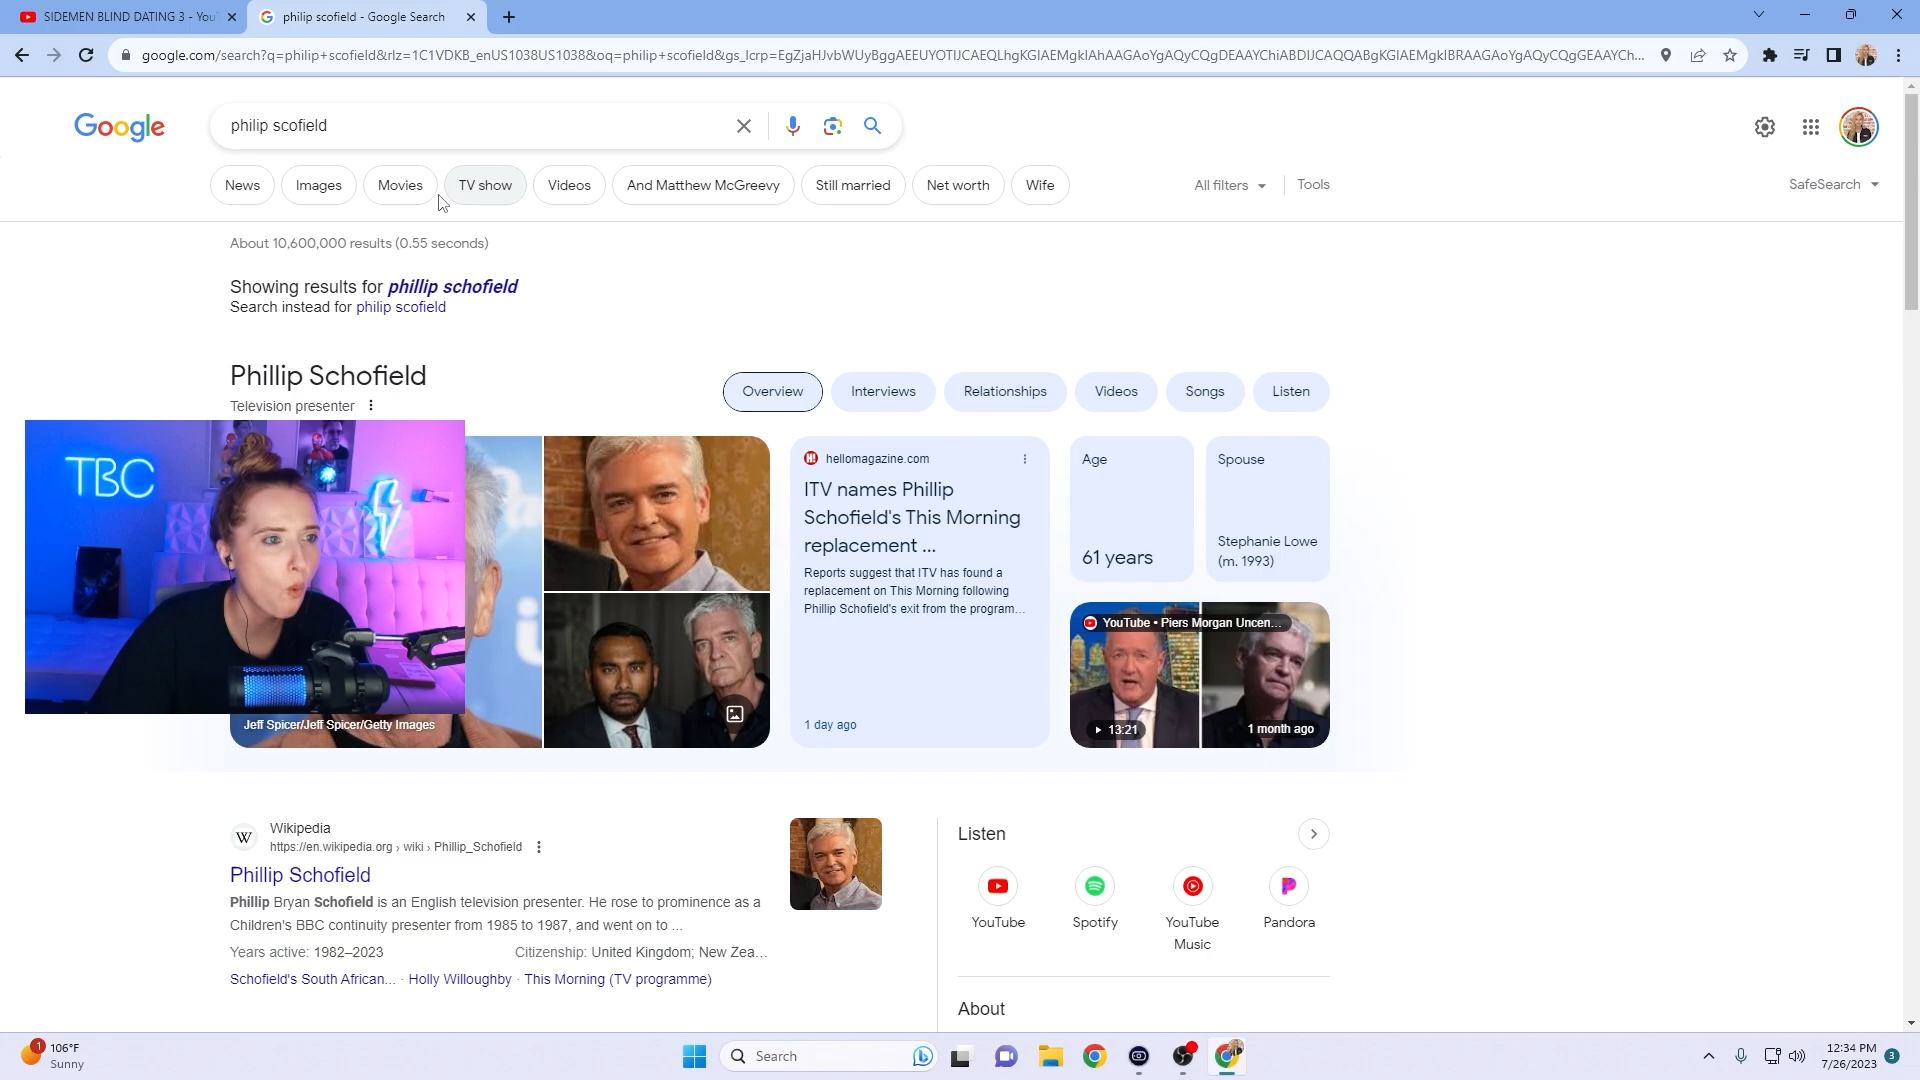 SIDEMEN BLIND DATING 3 - You
philip scofield - Google Search
google.com/search?q=philip+scofield&rlz=1C1VDKB_enUS1038US1038&oq=philip+scofield&gs_lcrp=
Google
philip scofield
News
Images
Movies
TV show
Videos
And Matthew McGreevy
Still married
Net worth
Wife
All filters
Tools
SafeSearch
About 10,600,000 results (0.55 seconds)
Showing results for phillip schofield
Search instead for philip scofield
Phillip Schofield
Television presenter
Overview
Interviews
Relationships
Videos
Songs
Listen
TBC
Jeff Spicer/Jeff Spicer/Getty Images
H!
hellomagazine.com
ITV names Phillip
Schofield's This Morning
replacement ...
Reports suggest that ITV has found a
replacement on This Morning following
Phillip Schofield's exit from the program...
1 day ago
Age
61 years
Spouse
Stephanie Lowe
(m. 1993)
YouTube • Piers Morgan Uncen...
13:21
1 month ago
W
Wikipedia
https://en.wikipedia.org › wiki › Phillip_Schofield
Phillip Schofield
Phillip Bryan Schofield is an English television presenter. He rose to prominence as a
Children's BBC continuity presenter from 1985 to 1987, and went on to ...
Years active: 1982–2023
Citizenship: United Kingdom; New Zea...
Schofield's South African... · Holly Willoughby · This Morning (TV programme)
Listen
YouTube
Spotify
YouTube
Music
Pandora
About
1
106°F
Sunny
Search
12:34 PM
7/26/2023
3